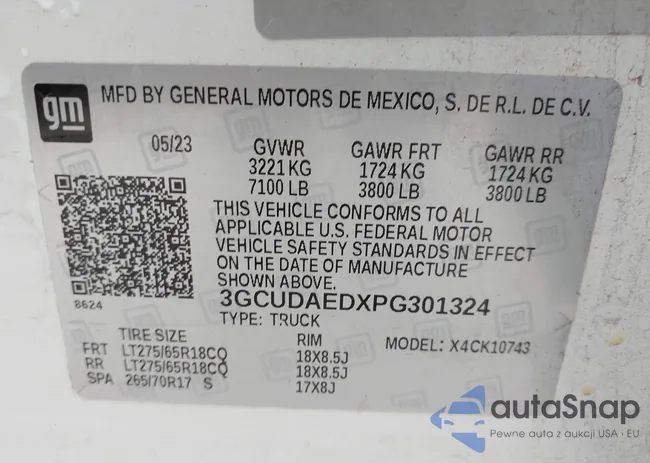 gm
MFD BY GENERAL MOTORS DE MEXICO, S. DE R.L. DE C.V.
05/23 GVWR GAWR FRT GAWR RR
3221 KG 1724 KG 1724 KG
7100 LB 3800 LB 3800 LB
THIS VEHICLE CONFORMS TO ALL
APPLICABLE U.S. FEDERAL MOTOR
VEHICLE SAFETY STANDARDS IN EFFECT
ON THE DATE OF MANUFACTURE
SHOWN ABOVE.
8624
3GCUDAEDXPG301324
TYPE: TRUCK
TIRE SIZE RIM MODEL: X4CK10743
FRT LT275/65R18CQ 18X8.5J
RR LT275/65R18CQ 18X8.5J
SPA 265/70R17 S 17X8J
autaSnap
Pewne auta z aukcji USA · EU